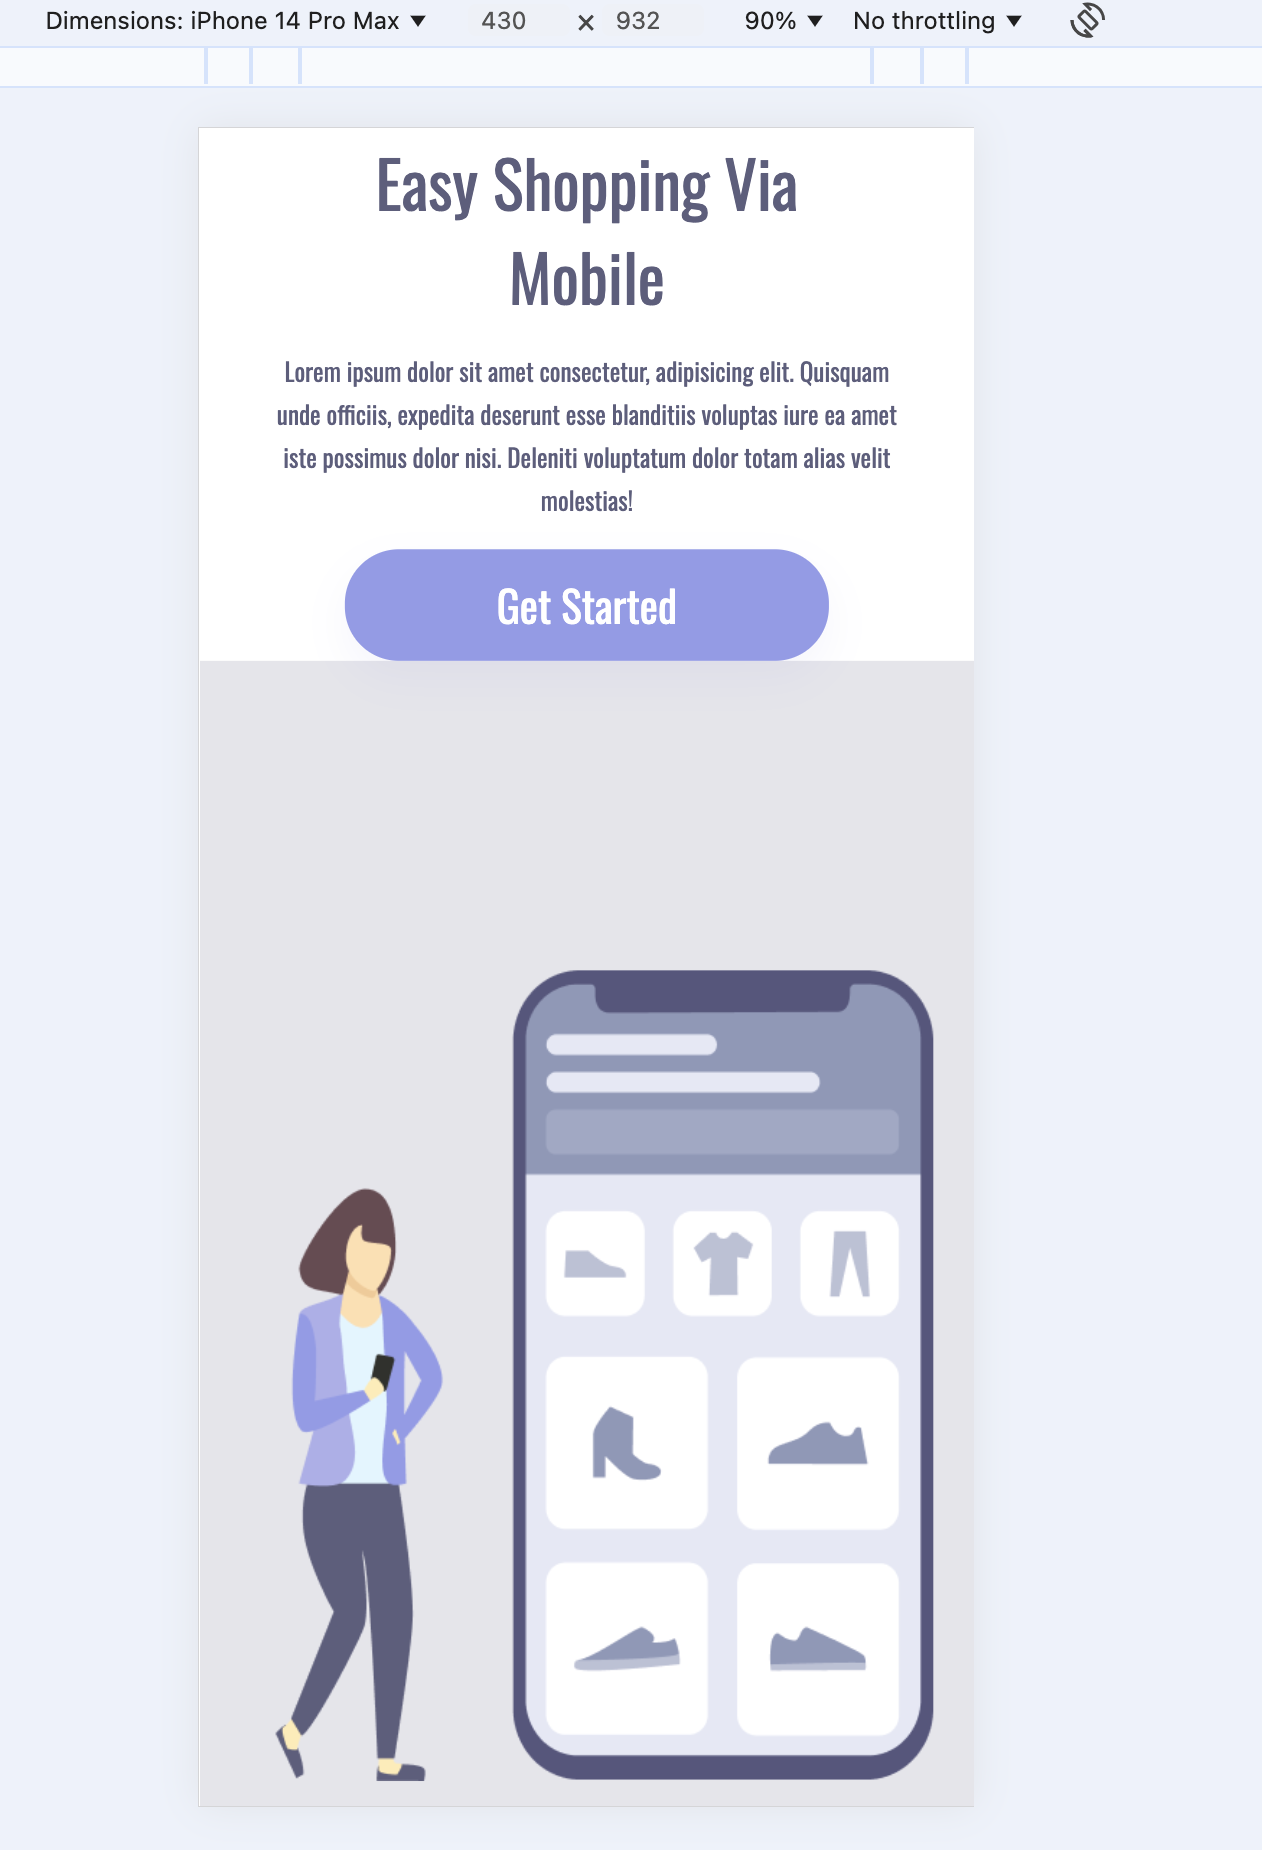 Dimensions: iPhone 14 Pro Max ▼ 430 × 932 90% ▼ No throttling ▼
Easy Shopping Via
Mobile
Lorem ipsum dolor sit amet consectetur, adipisicing elit. Quisquam
unde officiis, expedita deserunt esse blanditiis voluptas iure ea amet
iste possimus dolor nisi. Deleniti voluptatum dolor totam alias velit
molestias!
Get Started